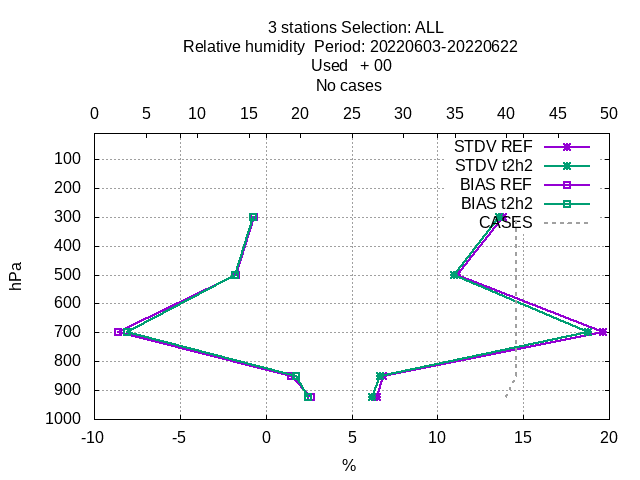 3 stations Selection: ALL
Relative humidity  Period: 20220603-20220622
Used   + 00
No cases
0 5 10 15 20 25 30 35 40 45 50
STDV REF
STDV t2h2
BIAS REF
BIAS t2h2
CASES
100
200
300
400
500
600
700
800
900
1000
hPa
-10 -5 0 5 10 15 20
%